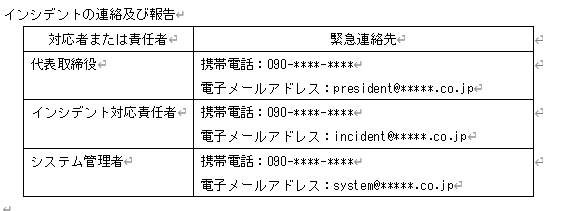 インシデントの連絡及び報告
対応者または責任者 緊急連絡先
代表取締役 携帯電話：090-****-****
電子メールアドレス：president@*****.co.jp
インシデント対応責任者 携帯電話：090-****-****
電子メールアドレス：incident@*****.co.jp
システム管理者 携帯電話：090-****-****
電子メールアドレス：system@*****.co.jp